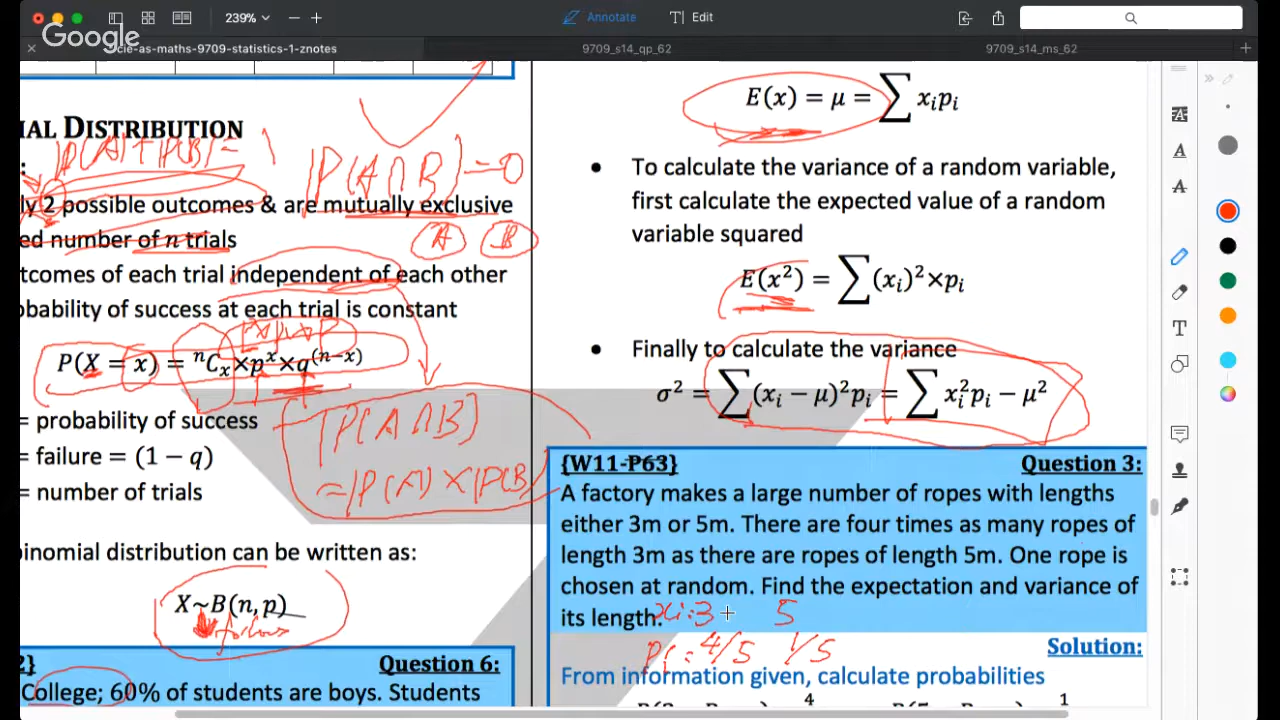 239%
Annotate
Edit
Google
cie-as-maths-9709-statistics-1-znotes
9709_s14_qp_62
9709_s14_ms_62
IAL DISTRIBUTION
P(A)+P(B)=1
P(A∩B)=0
ly 2 possible outcomes & are mutually exclusive
ed number of n trials
A B
tcomes of each trial independent of each other
obability of success at each trial is constant
P(X = x) = ⁿCₓ×pˣ×q⁽ⁿ⁻ˣ⁾
= probability of success
= failure = (1 − q)
= number of trials
P(A∩B)
=P(A)×P(B)
inomial distribution can be written as:
X~B(n,p)
follows
2}
Question 6:
College; 60% of students are boys. Students
E(x) = μ = ∑ xᵢpᵢ
• To calculate the variance of a random variable,
first calculate the expected value of a random
variable squared
E(x²) = ∑(xᵢ)²×pᵢ
• Finally to calculate the variance
σ² = ∑(xᵢ − μ)²pᵢ = ∑ xᵢ²pᵢ − μ²
{W11-P63}
Question 3:
A factory makes a large number of ropes with lengths
either 3m or 5m. There are four times as many ropes of
length 3m as there are ropes of length 5m. One rope is
chosen at random. Find the expectation and variance of
its length.
xi: 3 5
Pi: 4/5 1/5
Solution:
From information given, calculate probabilities
4
1